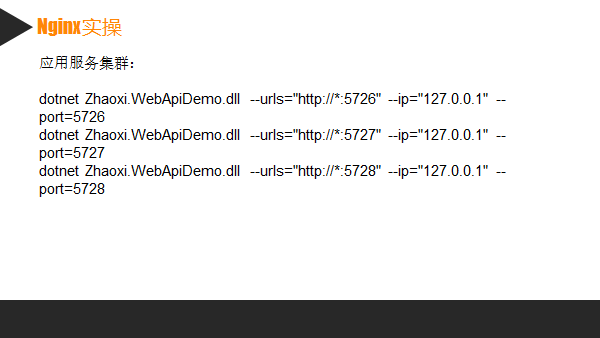 Nginx实操
应用服务集群：
dotnet Zhaoxi.WebApiDemo.dll --urls="http://*:5726" --ip="127.0.0.1" --
port=5726
dotnet Zhaoxi.WebApiDemo.dll --urls="http://*:5727" --ip="127.0.0.1" --
port=5727
dotnet Zhaoxi.WebApiDemo.dll --urls="http://*:5728" --ip="127.0.0.1" --
port=5728